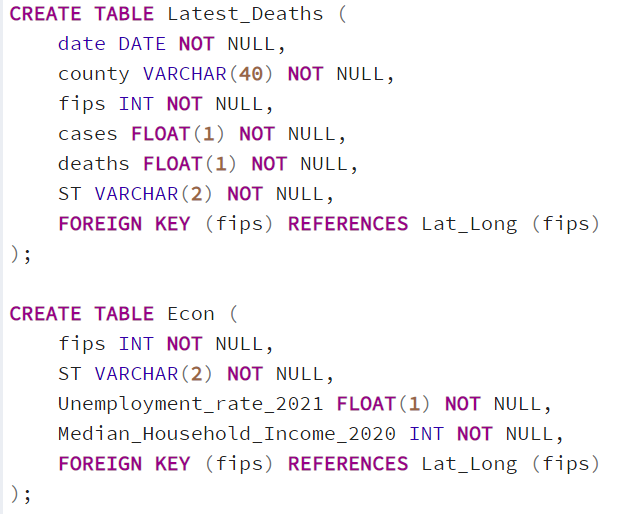 CREATE TABLE Latest_Deaths (
    date DATE NOT NULL,
    county VARCHAR(40) NOT NULL,
    fips INT NOT NULL,
    cases FLOAT(1) NOT NULL,
    deaths FLOAT(1) NOT NULL,
    ST VARCHAR(2) NOT NULL,
    FOREIGN KEY (fips) REFERENCES Lat_Long (fips)
);

CREATE TABLE Econ (
    fips INT NOT NULL,
    ST VARCHAR(2) NOT NULL,
    Unemployment_rate_2021 FLOAT(1) NOT NULL,
    Median_Household_Income_2020 INT NOT NULL,
    FOREIGN KEY (fips) REFERENCES Lat_Long (fips)
);